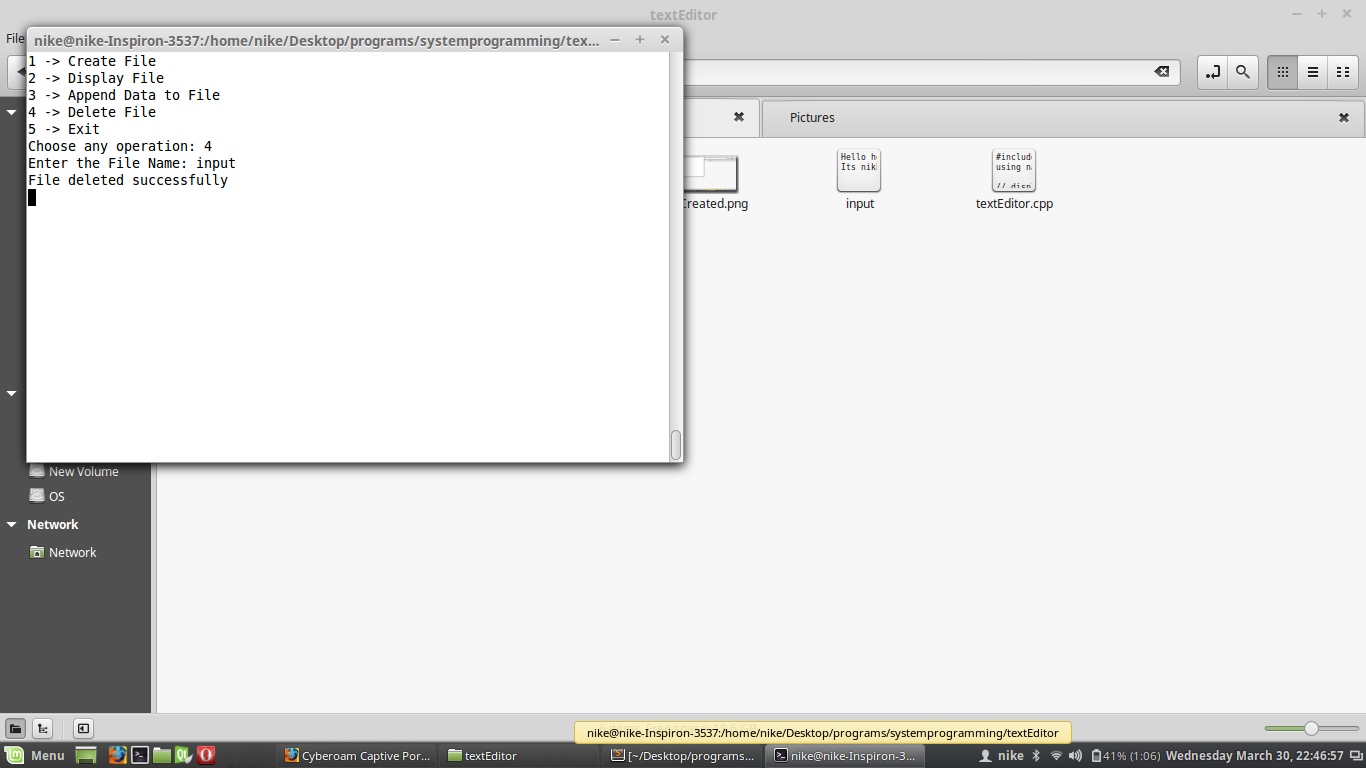 textEditor
File
nike@nike-Inspiron-3537:/home/nike/Desktop/programs/systemprogramming/tex...
1 -> Create File
2 -> Display File
3 -> Append Data to File
4 -> Delete File
5 -> Exit
Choose any operation: 4
Enter the File Name: input
File deleted successfully
Pictures
Hello h
Its nik
#includ
using n
// disp
Created.png
input
textEditor.cpp
New Volume
OS
Network
Network
nike@nike-Inspiron-3537:/home/nike/Desktop/programs/systemprogramming/textEditor
Menu
Cyberoam Captive Por...
textEditor
[~/Desktop/programs...
nike@nike-Inspiron-3...
nike
41% (1:06)
Wednesday March 30, 22:46:57